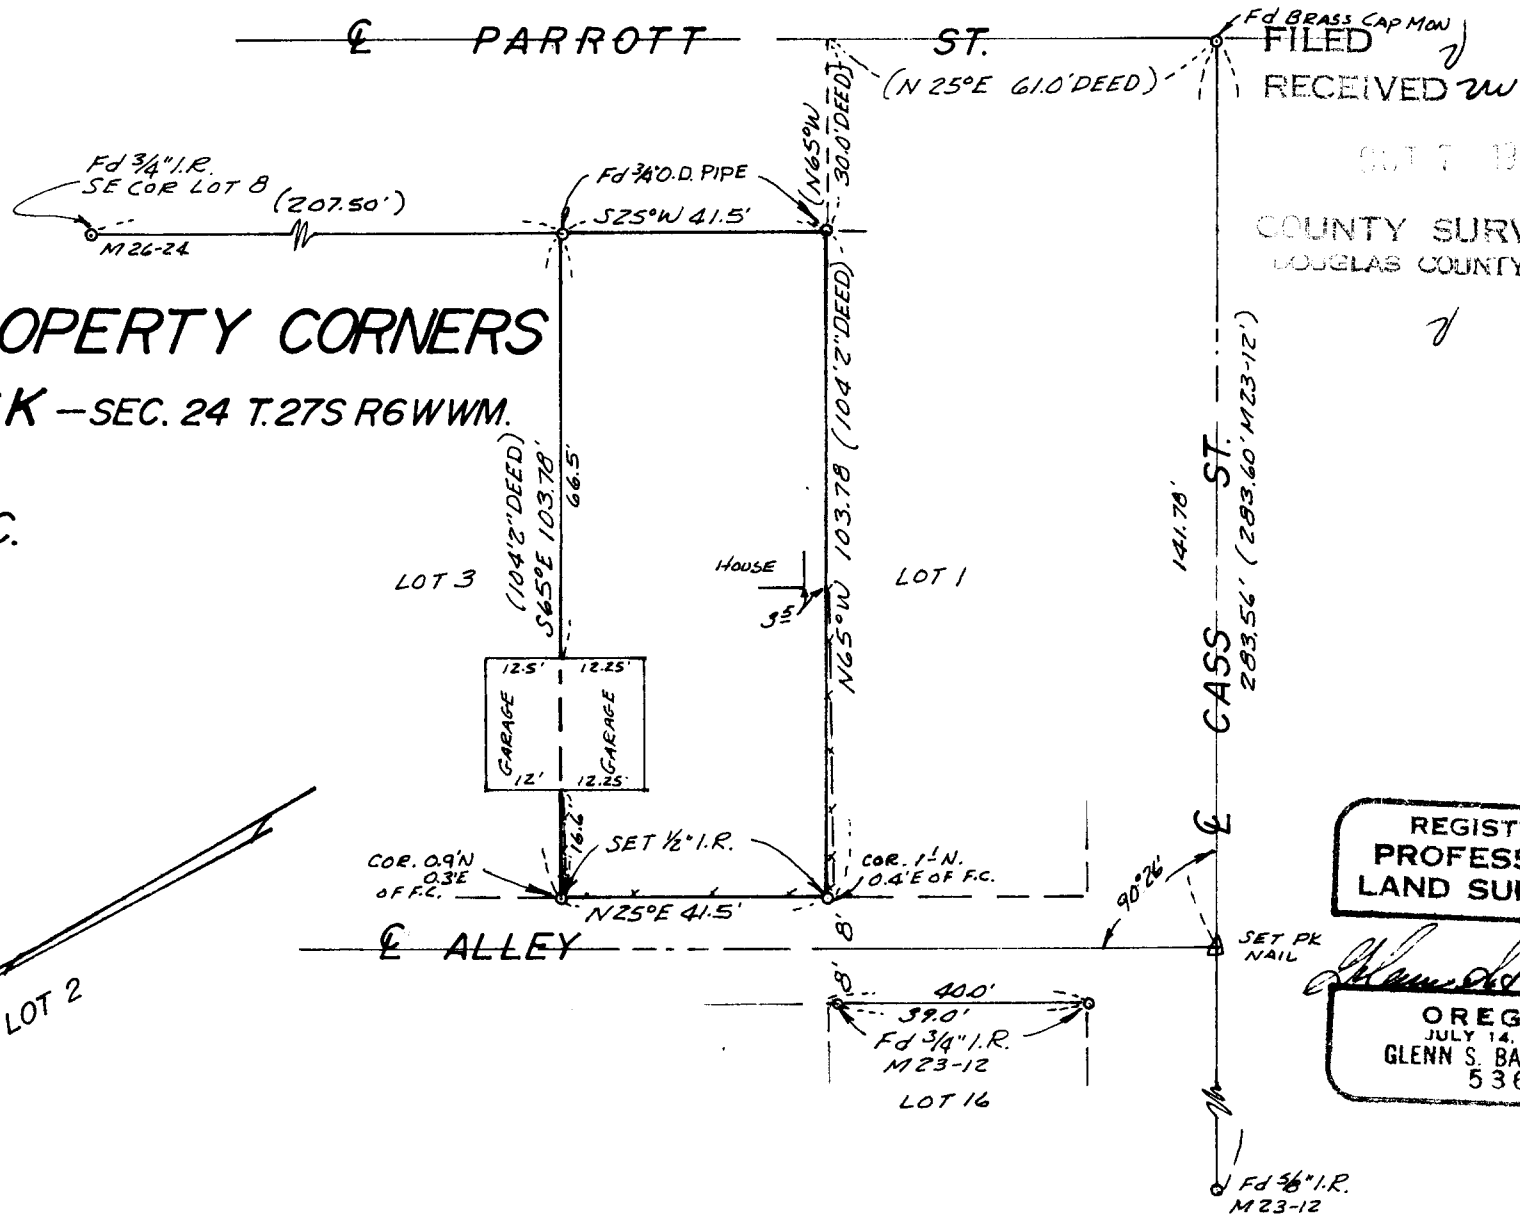 ℄ PARROTT ST.
Fd BRASS CAP MON
FILED
RECEIVED
(N 25°E 61.0' DEED)
(N65°W
30.0' DEED)
Fd 3/4" I.R.
SE COR LOT 8
(207.50')
M26-24
Fd 3/4" O.D. PIPE
S25°W 41.5'
COUNTY SURV
DOUGLAS COUNTY
OPERTY CORNERS
K – SEC. 24 T.27S R6WWM.
C.
(104'2" DEED)
S65°E 103.78'
66.5'
N65°W 103.78 (104'2" DEED)
LOT 3
HOUSE
3⁵
LOT 1
141.78'
℄ CASS ST.
283.56' (283.60' M23-12')
12.5' 12.25'
GARAGE
GARAGE
12' 12.25'
16.6
SET 1/2" I.R.
COR. 0.9'N
0.3'E
OF F.C.
COR. 1'N.
0.4'E OF F.C.
N25°E 41.5'
90°26'
℄ ALLEY
8'
8'
SET PK
NAIL
40.0'
39.0'
Fd 3/4" I.R.
M23-12
LOT 16
LOT 2
REGIST
PROFESS
LAND SUR
OREG
JULY 14,
GLENN S. BA
536
Fd 5/8" I.R.
M23-12